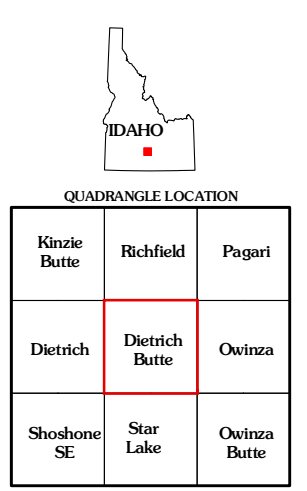 IDAHO
QUADRANGLE LOCATION
Kinzie
Butte
Richfield
Pagari
Dietrich
Dietrich
Butte
Owinza
Shoshone
SE
Star
Lake
Owinza
Butte